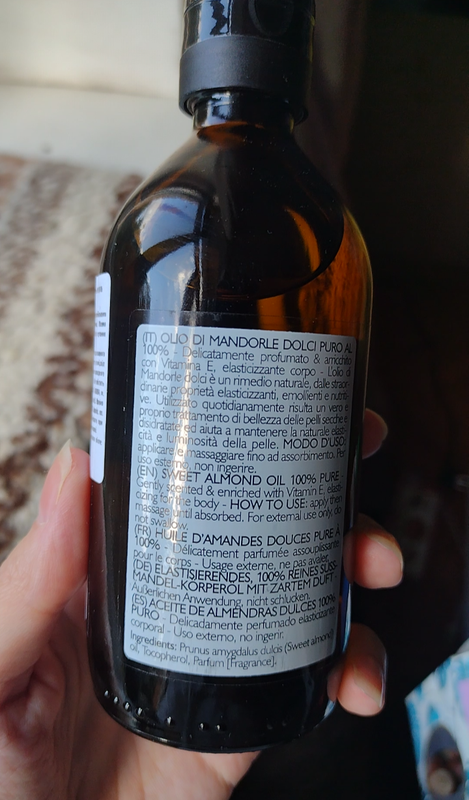 (IT) OLIO DI MANDORLE DOLCI PURO AL
100% - Delicatamente profumato & arricchito
con Vitamina E, elasticizzante corpo - L'olio di
Mandorle dolci è un rimedio naturale, dalle straor-
dinarie proprietà elasticizzanti, emollienti e nutriti-
ve. Utilizzato quotidianamente risulta un vero e
proprio trattamento di bellezza delle pelli secche e
disidratate ed aiuta a mantenere la naturale elasti-
cità e luminosità della pelle. MODO D'USO:
applicare e massaggiare fino ad assorbimento. Per
uso esterno, non ingerire.
(EN) SWEET ALMOND OIL 100% PURE -
Gently scented & enriched with Vitamin E, elasti-
cizing for the body - HOW TO USE: apply then
massage until absorbed. For external use only, do
not swallow.
(FR) HUILE D'AMANDES DOUCES PURE À
100% - Délicatement parfumée assouplissante
pour le corps - Usage externe, ne pas avaler.
(DE) ELASTISIERENDES, 100% REINES SÜSS-
MANDEL-KÖRPERÖL MIT ZARTEM DUFT -
Äußerlichen Anwendung, nicht schlucken.
(ES) ACEITE DE ALMENDRAS DULCES 100%
PURO - Delicadamente perfumado elasticizante
corporal - Uso externo, no ingerir.
Ingredients: Prunus amygdalus dulcis (Sweet almond)
oil, Tocopherol, Parfum [Fragrance].